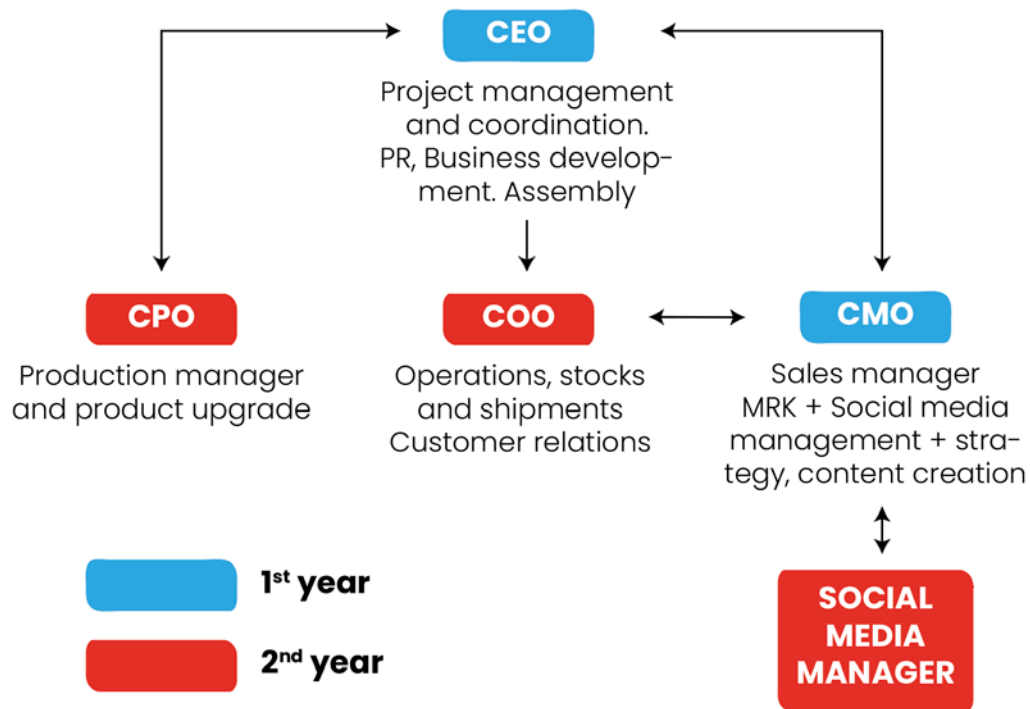 CEO
Project management
and coordination.
PR, Business develop-
ment. Assembly
CPO
Production manager
and product upgrade
COO
Operations, stocks
and shipments
Customer relations
CMO
Sales manager
MRK + Social media
management + stra-
tegy, content creation
SOCIAL
MEDIA
MANAGER
1st year
2nd year